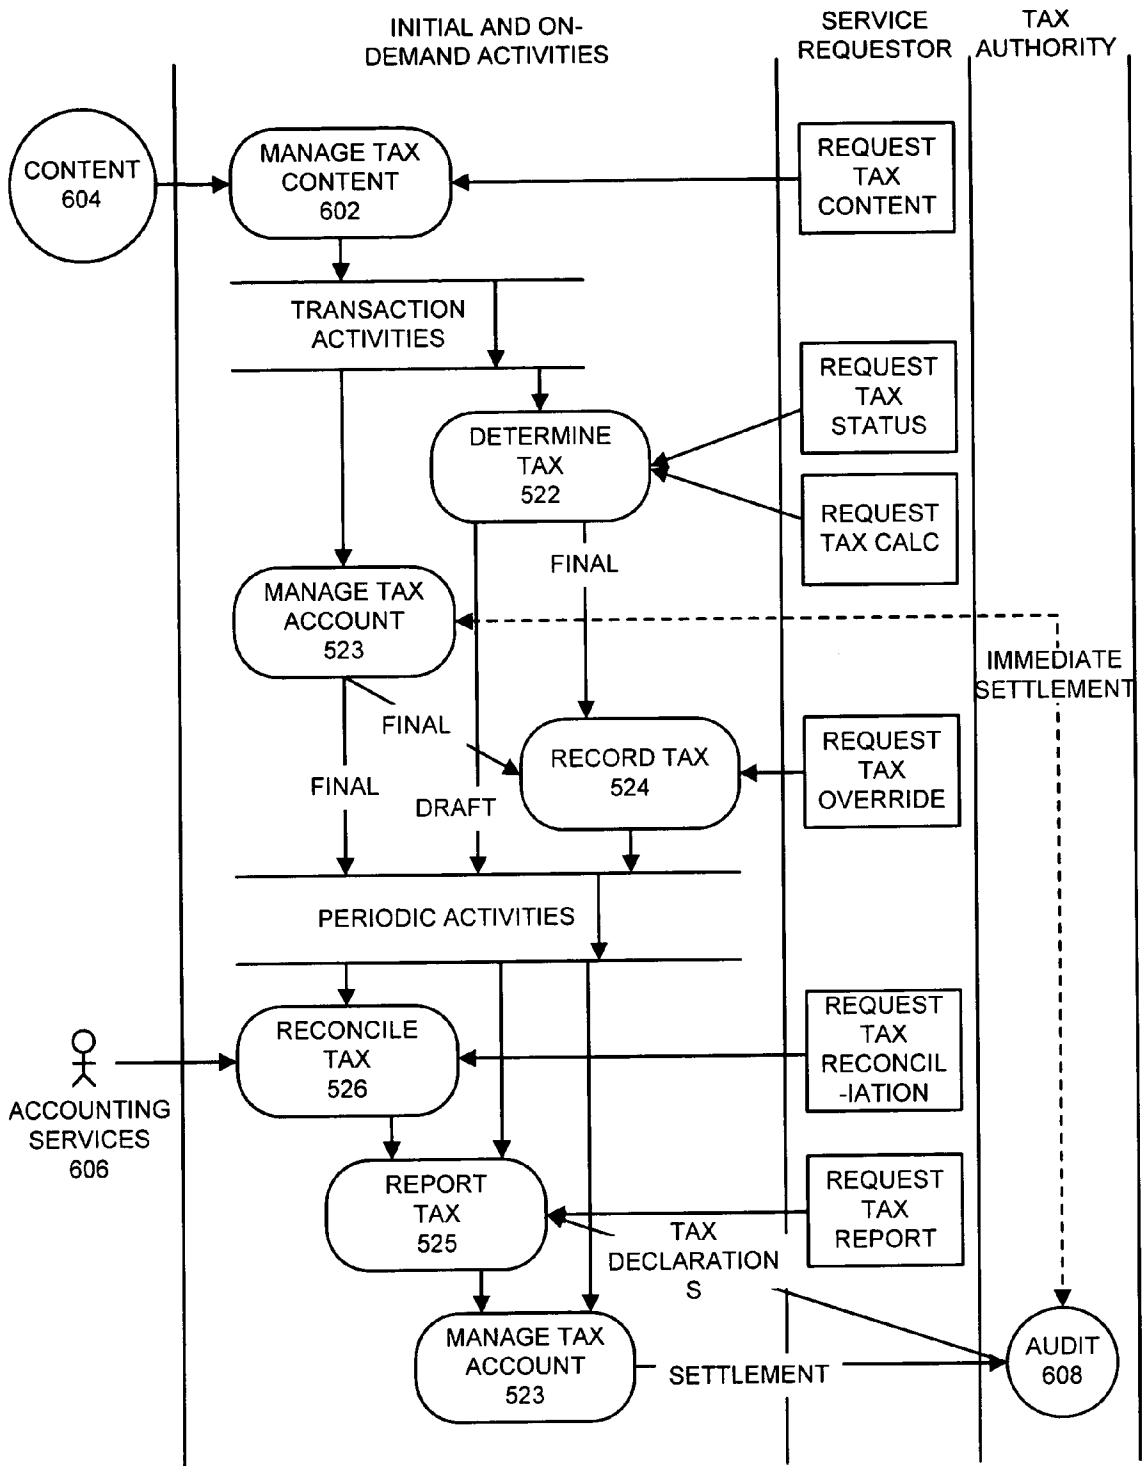 INITIAL AND ON-
DEMAND ACTIVITIES
SERVICE
REQUESTOR
TAX
AUTHORITY
CONTENT
604
MANAGE TAX
CONTENT
602
REQUEST
TAX
CONTENT
TRANSACTION
ACTIVITIES
REQUEST
TAX
STATUS
DETERMINE
TAX
522
REQUEST
TAX CALC
FINAL
MANAGE TAX
ACCOUNT
523
IMMEDIATE
SETTLEMENT
FINAL
RECORD TAX
524
REQUEST
TAX
OVERRIDE
FINAL
DRAFT
PERIODIC ACTIVITIES
RECONCILE
TAX
526
REQUEST
TAX
RECONCIL
-IATION
ACCOUNTING
SERVICES
606
REPORT
TAX
525
REQUEST
TAX
REPORT
TAX
DECLARATION
S
MANAGE TAX
ACCOUNT
523
SETTLEMENT
AUDIT
608